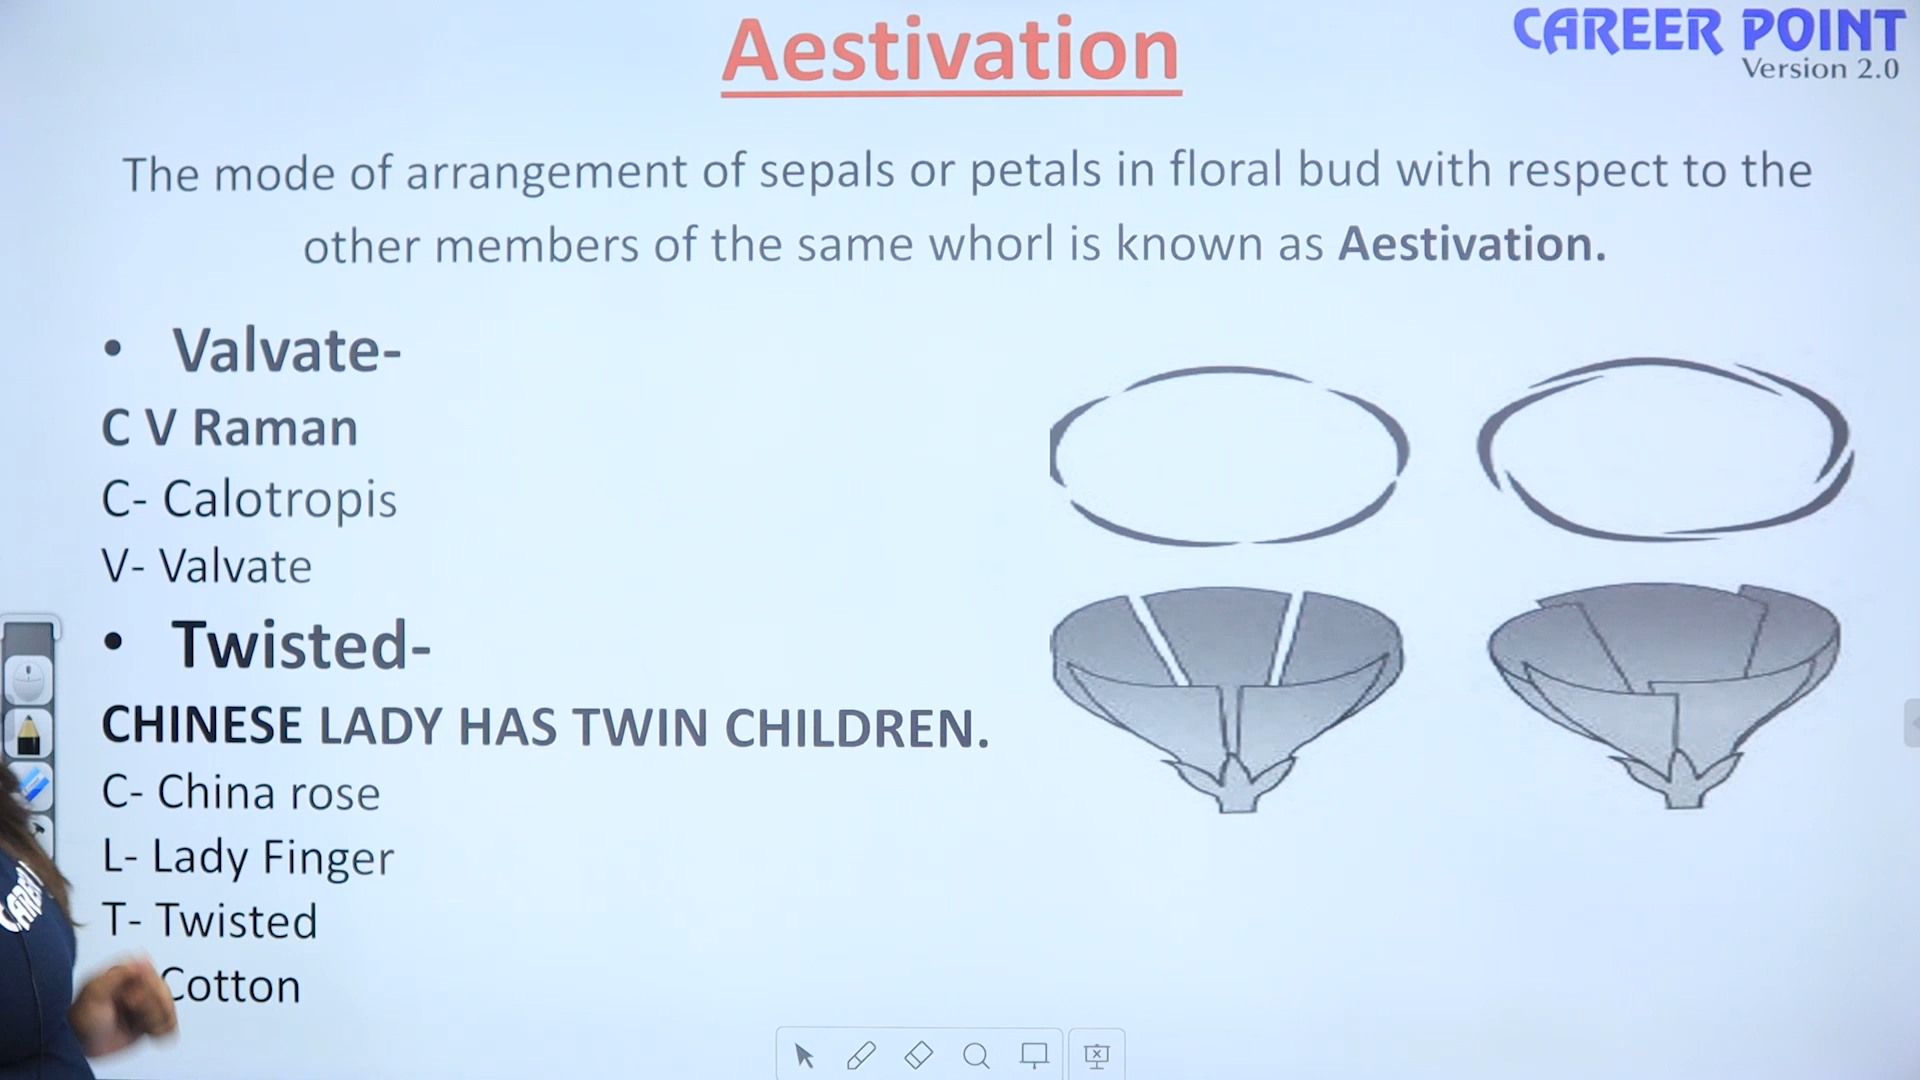 Aestivation
CAREER POINT
Version 2.0
The mode of arrangement of sepals or petals in floral bud with respect to the
other members of the same whorl is known as Aestivation.
• Valvate-
C V Raman
C- Calotropis
V- Valvate
• Twisted-
CHINESE LADY HAS TWIN CHILDREN.
C- China rose
L- Lady Finger
T- Twisted
Cotton